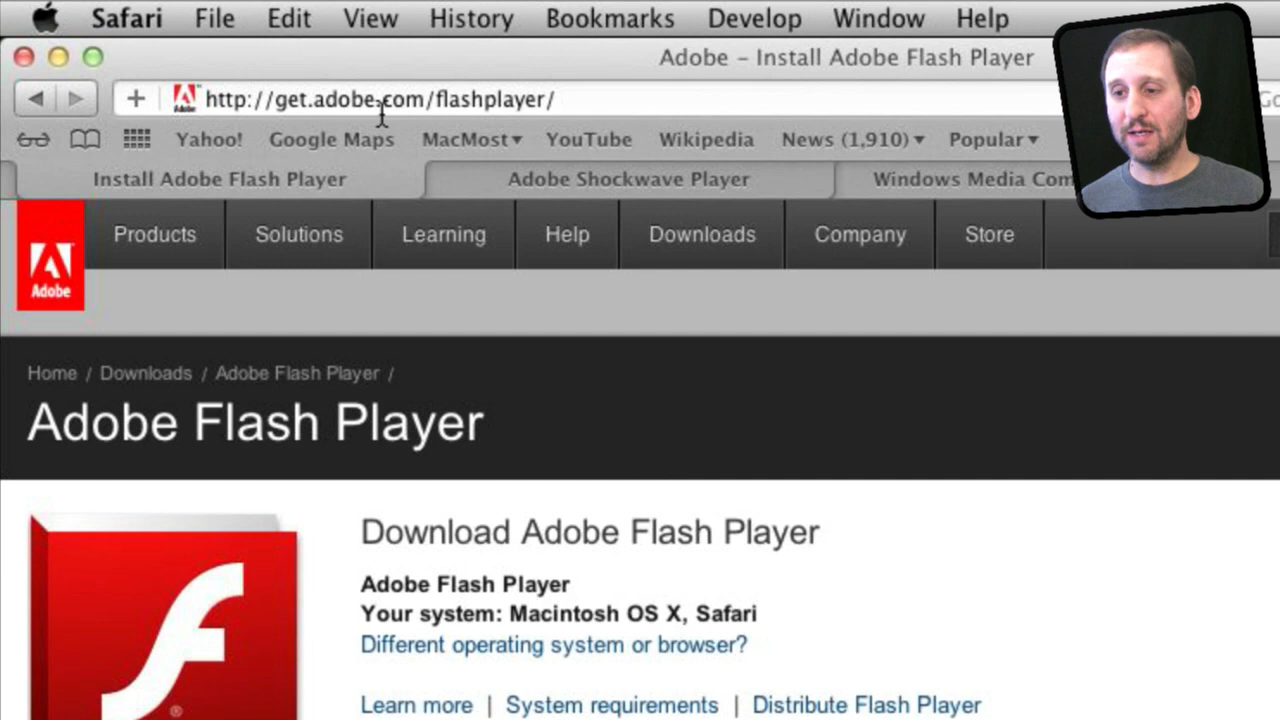 Safari File Edit View History Bookmarks Develop Window Help
Adobe – Install Adobe Flash Player
Adobe http://get.adobe.com/flashplayer/
Yahoo! Google Maps MacMost▾ YouTube Wikipedia News (1,910)▾ Popular▾
Install Adobe Flash Player Adobe Shockwave Player Windows Media Com
Products Solutions Learning Help Downloads Company Store
Adobe
Home / Downloads / Adobe Flash Player /
Adobe Flash Player
Download Adobe Flash Player
Adobe Flash Player
Your system: Macintosh OS X, Safari
Different operating system or browser?
Learn more | System requirements | Distribute Flash Player